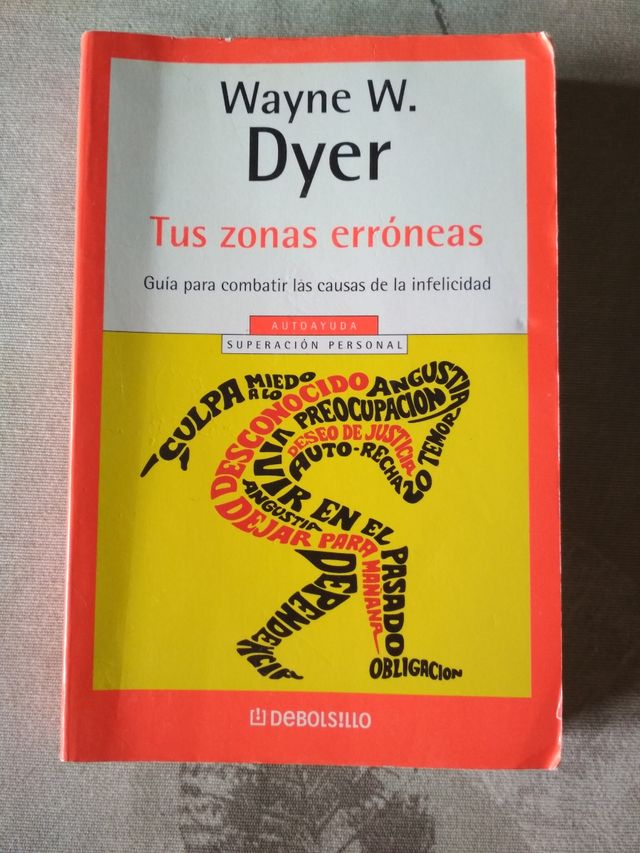 Wayne W.
Dyer
Tus zonas erróneas
Guía para combatir las causas de la infelicidad
AUTOAYUDA
SUPERACIÓN PERSONAL
CULPA
MIEDO
A LO
DESCONOCIDO
ANGUSTIA
PREOCUPACION
TEMOR
DESEO DE JUSTICIA
AUTO-RECHAZO
VIVIR EN EL PASADO
ANGUSTIA
DEJAR PARA MAÑANA
DEPENDENCIA
OBLIGACION
DEBOLS!LLO